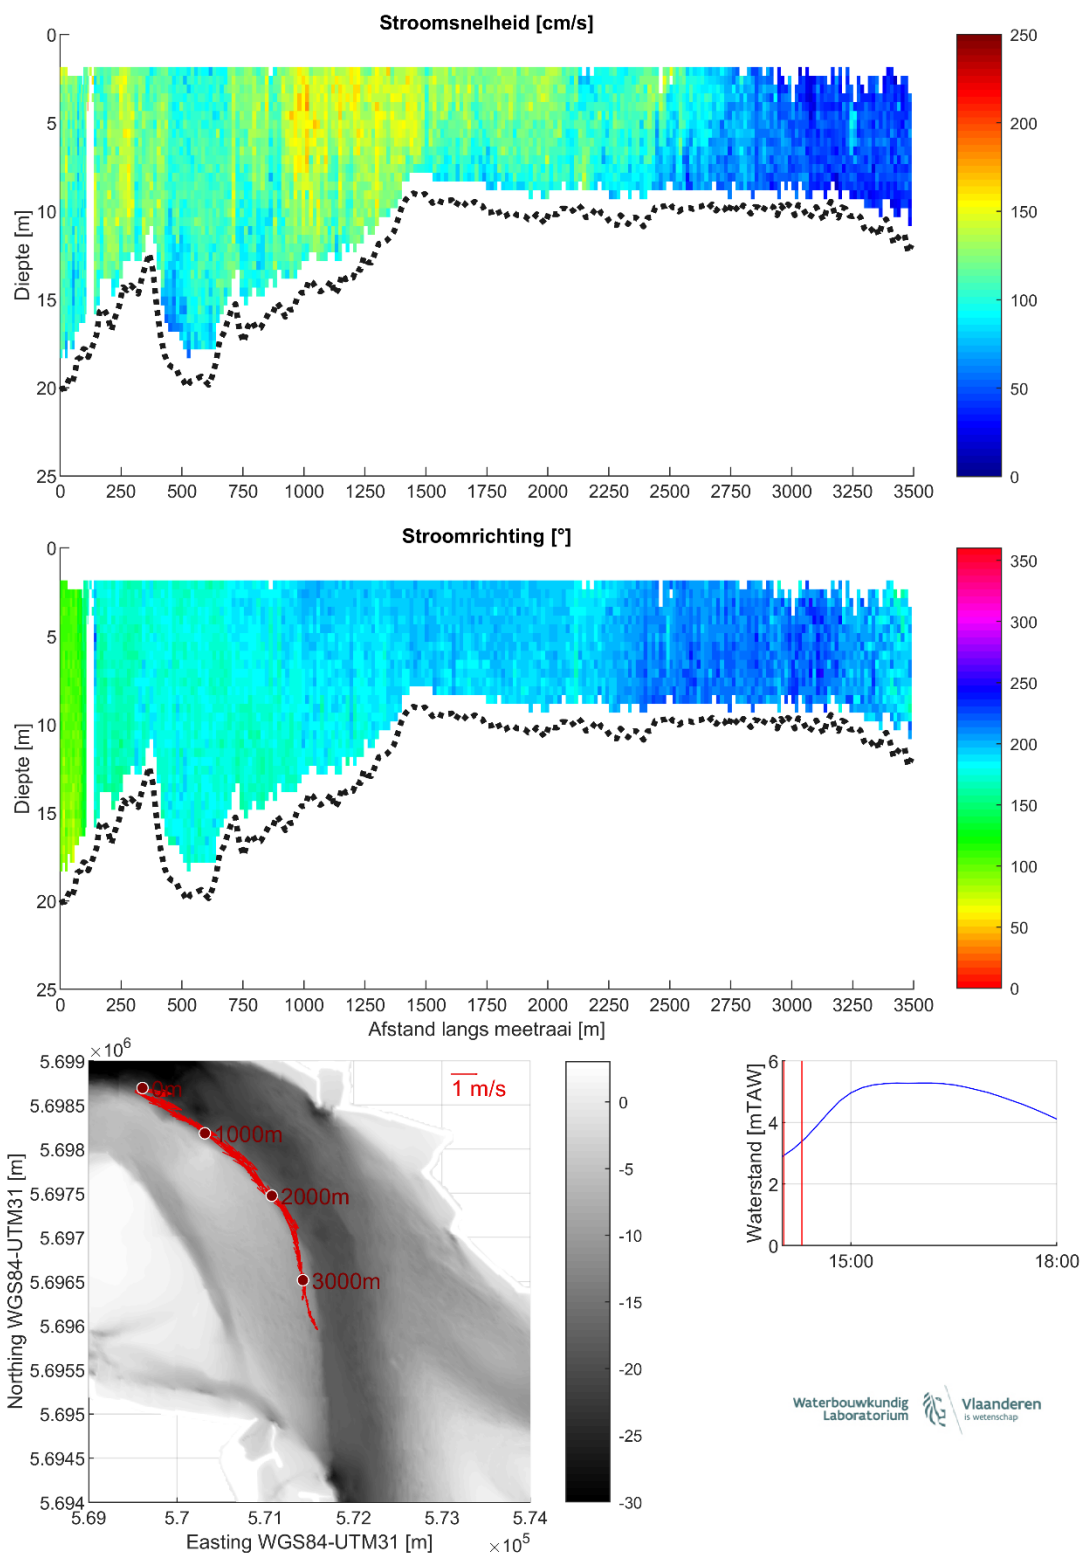 Stroomsnelheid [cm/s]
Diepte [m]
0
5
10
15
20
25
0 250 500 750 1000 1250 1500 1750 2000 2250 2500 2750 3000 3250 3500
250
200
150
100
50
0
Stroomrichting [°]
Diepte [m]
0
5
10
15
20
25
0 250 500 750 1000 1250 1500 1750 2000 2250 2500 2750 3000 3250 3500
Afstand langs meetraai [m]
350
300
250
200
150
100
50
0
×10⁶
Northing WGS84-UTM31 [m]
5.699
5.6985
5.698
5.6975
5.697
5.6965
5.696
5.6955
5.695
5.6945
5.694
5.69 5.7 5.71 5.72 5.73 5.74
Easting WGS84-UTM31 [m]
×10⁵
0m
1000m
2000m
3000m
1 m/s
0
-5
-10
-15
-20
-25
-30
Waterstand [mTAW]
6
4
2
0
15:00 18:00
Waterbouwkundig
Laboratorium
Vlaanderen
is wetenschap